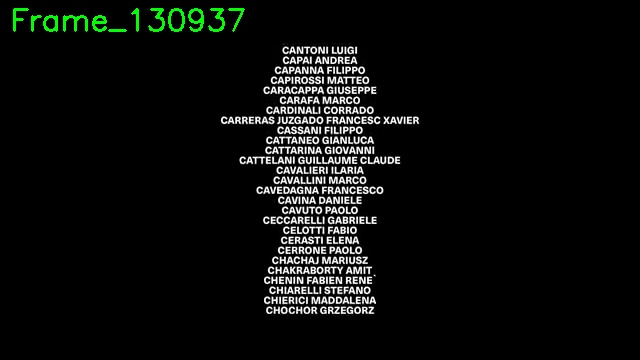 Frame_130937
CANTONI LUIGI
CAPAI ANDREA
CAPANNA FILIPPO
CAPIROSSI MATTEO
CARACAPPA GIUSEPPE
CARAFA MARCO
CARDINALI CORRADO
CARRERAS JUZGADO FRANCESC XAVIER
CASSANI FILIPPO
CATTANEO GIANLUCA
CATTARINA GIOVANNI
CATTELANI GUILLAUME CLAUDE
CAVALIERI ILARIA
CAVALLINI MARCO
CAVEDAGNA FRANCESCO
CAVINA DANIELE
CAVUTO PAOLO
CECCARELLI GABRIELE
CELOTTI FABIO
CERASTI ELENA
CERRONE PAOLO
CHACHAJ MARIUSZ
CHAKRABORTY AMIT
CHENIN FABIEN RENE`
CHIARELLI STEFANO
CHIERICI MADDALENA
CHOCHOR GRZEGORZ